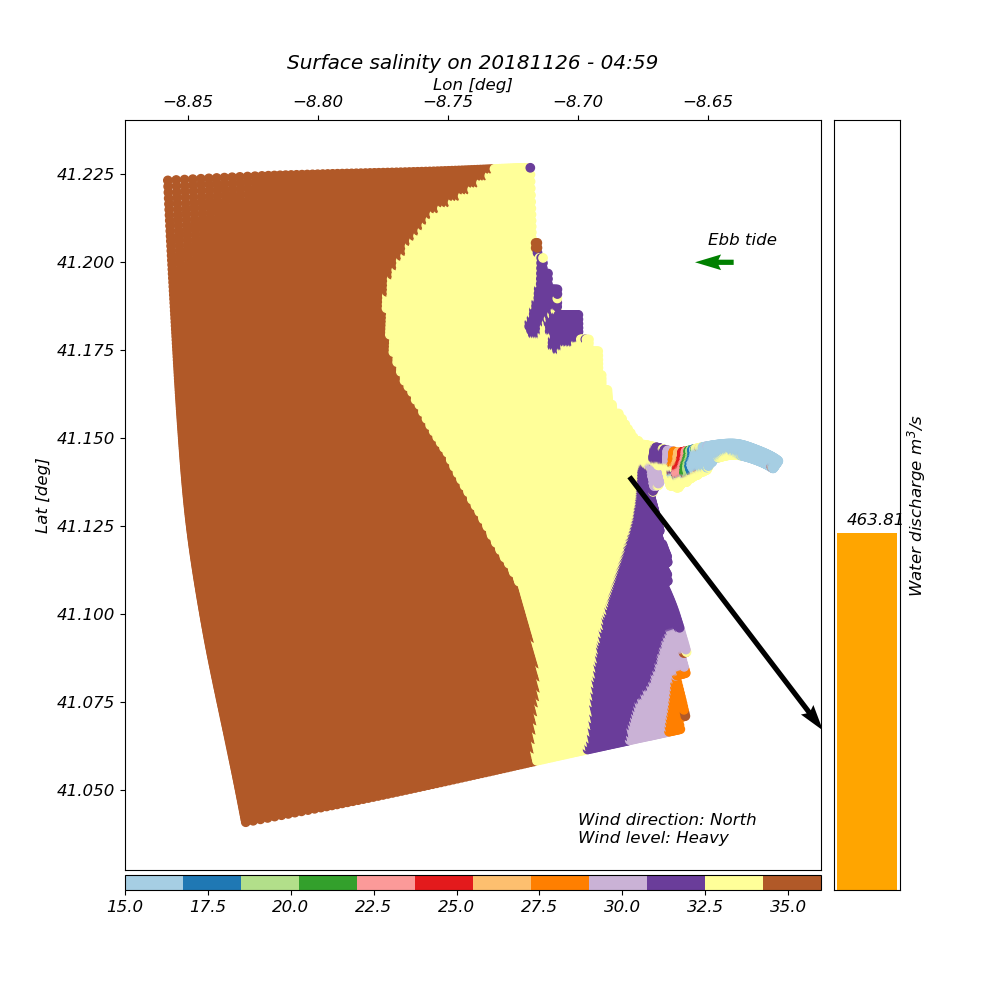 Surface salinity on 20181126 - 04:59
Lon [deg]
−8.85 −8.80 −8.75 −8.70 −8.65
41.225
41.200
41.175
41.150
41.125
41.100
41.075
41.050
Lat [deg]
Ebb tide
463.81
Water discharge m³/s
Wind direction: North
Wind level: Heavy
15.0 17.5 20.0 22.5 25.0 27.5 30.0 32.5 35.0